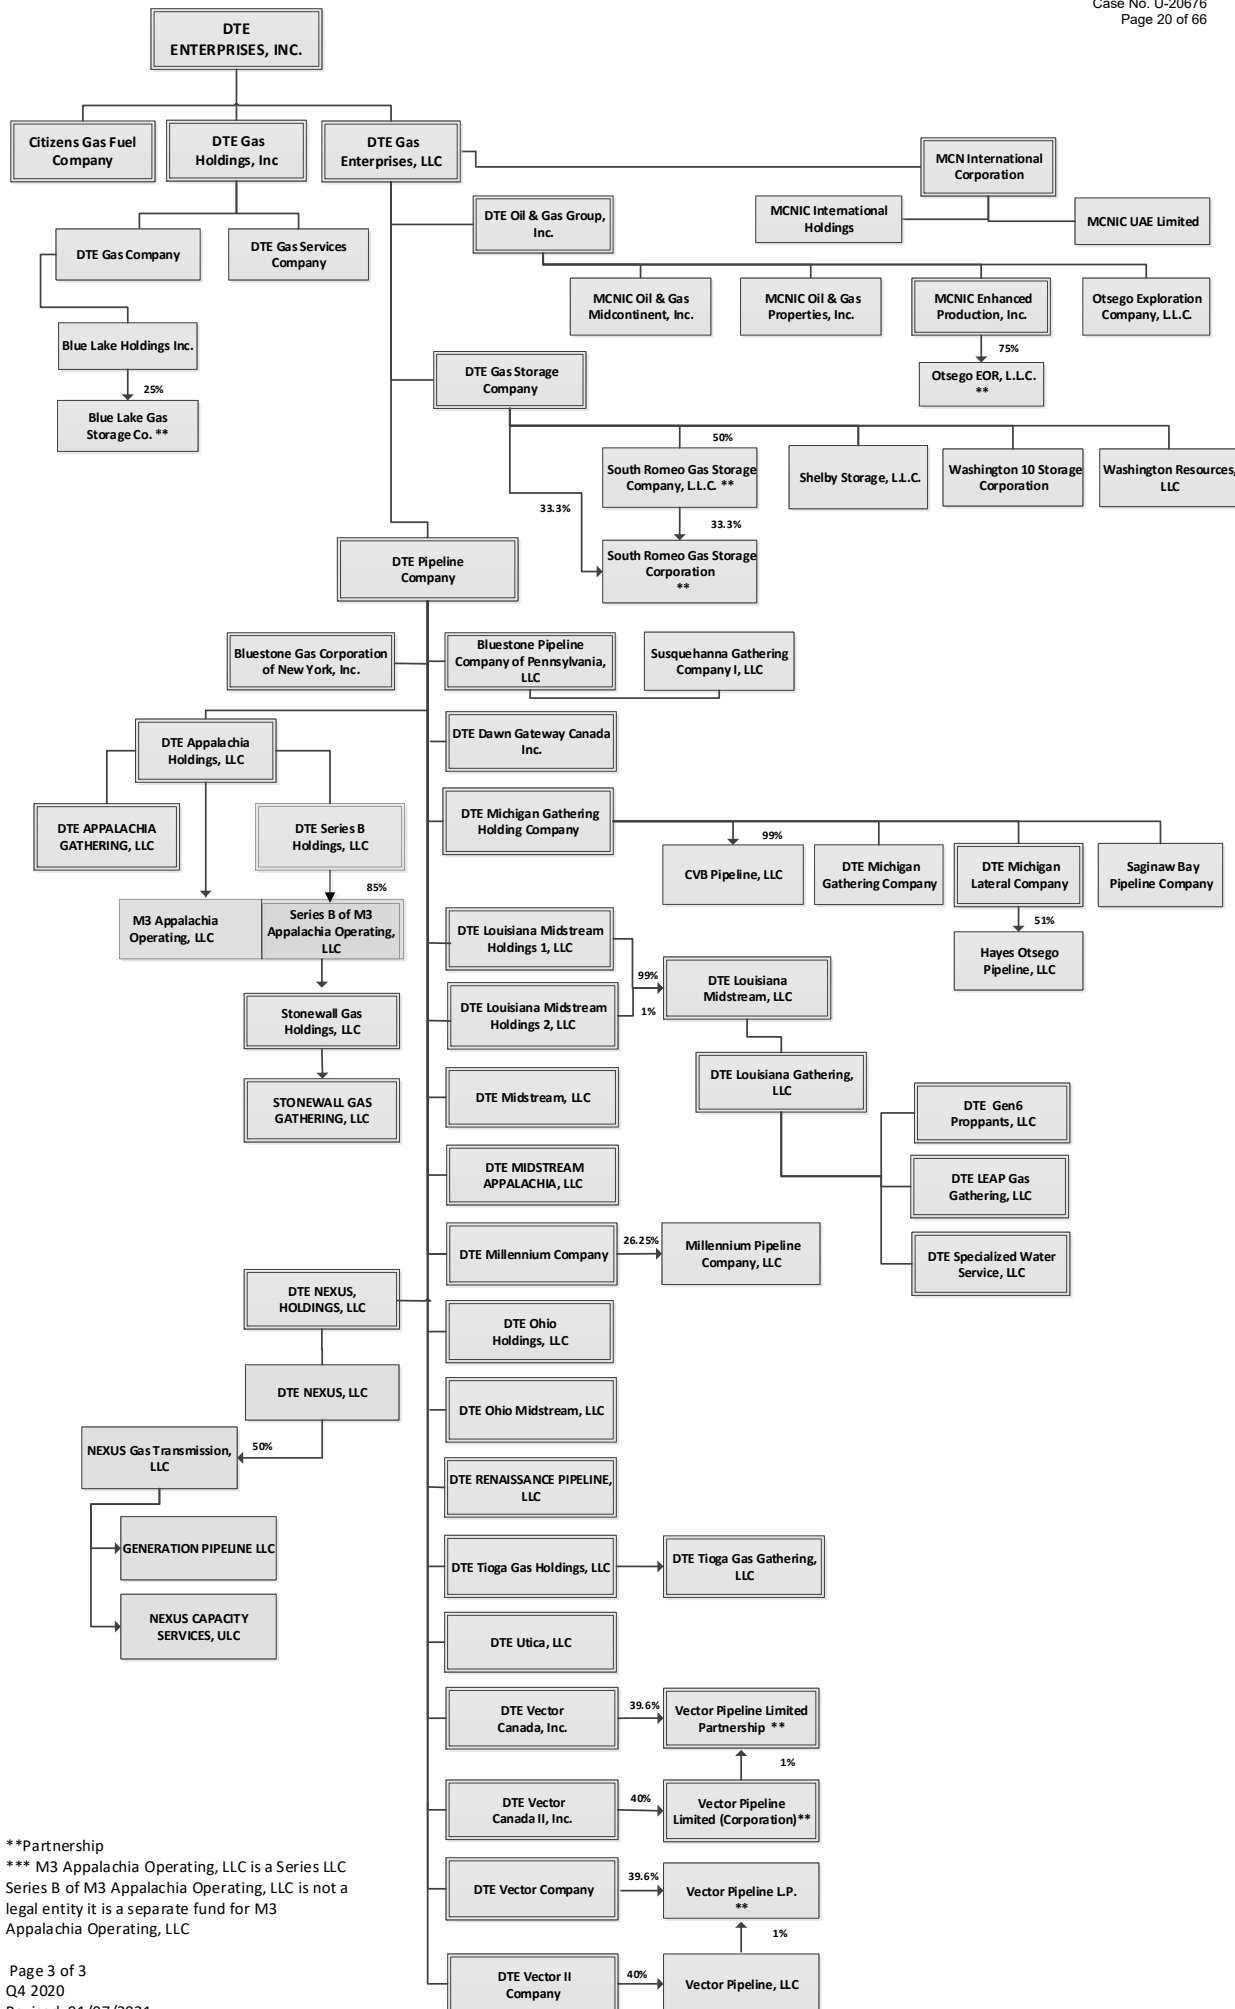 Case No. U-20676
Page 20 of 66
DTE
ENTERPRISES, INC.
Citizens Gas Fuel
Company
DTE Gas
Holdings, Inc
DTE Gas
Enterprises, LLC
MCN International
Corporation
MCNIC International
Holdings
MCNIC UAE Limited
DTE Oil & Gas Group,
Inc.
DTE Gas Company
DTE Gas Services
Company
MCNIC Oil & Gas
Midcontinent, Inc.
MCNIC Oil & Gas
Properties, Inc.
MCNIC Enhanced
Production, Inc.
Otsego Exploration
Company, L.L.C.
75%
Otsego EOR, L.L.C.
**
Blue Lake Holdings Inc.
25%
Blue Lake Gas
Storage Co. **
DTE Gas Storage
Company
50%
South Romeo Gas Storage
Company, L.L.C. **
Shelby Storage, L.L.C.
Washington 10 Storage
Corporation
Washington Resources,
LLC
33.3%
33.3%
South Romeo Gas Storage
Corporation
**
DTE Pipeline
Company
Bluestone Gas Corporation
of New York, Inc.
Bluestone Pipeline
Company of Pennsylvania,
LLC
Susquehanna Gathering
Company I, LLC
DTE Appalachia
Holdings, LLC
DTE Dawn Gateway Canada
Inc.
DTE APPALACHIA
GATHERING, LLC
DTE Series B
Holdings, LLC
DTE Michigan Gathering
Holding Company
99%
CVB Pipeline, LLC
DTE Michigan
Gathering Company
DTE Michigan
Lateral Company
Saginaw Bay
Pipeline Company
51%
Hayes Otsego
Pipeline, LLC
85%
M3 Appalachia
Operating, LLC
Series B of M3
Appalachia Operating,
LLC
DTE Louisiana Midstream
Holdings 1, LLC
99%
DTE Louisiana
Midstream, LLC
1%
DTE Louisiana Midstream
Holdings 2, LLC
Stonewall Gas
Holdings, LLC
STONEWALL GAS
GATHERING, LLC
DTE Louisiana Gathering,
LLC
DTE Midstream, LLC
DTE Gen6
Proppants, LLC
DTE MIDSTREAM
APPALACHIA, LLC
DTE LEAP Gas
Gathering, LLC
DTE Millennium Company
26.25%
Millennium Pipeline
Company, LLC
DTE Specialized Water
Service, LLC
DTE NEXUS,
HOLDINGS, LLC
DTE Ohio
Holdings, LLC
DTE NEXUS, LLC
DTE Ohio Midstream, LLC
NEXUS Gas Transmission,
LLC
50%
DTE RENAISSANCE PIPELINE,
LLC
GENERATION PIPELINE LLC
DTE Tioga Gas Holdings, LLC
DTE Tioga Gas Gathering,
LLC
NEXUS CAPACITY
SERVICES, ULC
DTE Utica, LLC
DTE Vector
Canada, Inc.
39.6%
Vector Pipeline Limited
Partnership **
1%
DTE Vector
Canada II, Inc.
40%
Vector Pipeline
Limited (Corporation)**
DTE Vector Company
39.6%
Vector Pipeline L.P.
**
1%
DTE Vector II
Company
40%
Vector Pipeline, LLC
**Partnership
*** M3 Appalachia Operating, LLC is a Series LLC
Series B of M3 Appalachia Operating, LLC is not a
legal entity it is a separate fund for M3
Appalachia Operating, LLC
Page 3 of 3
Q4 2020
Revised 01/07/2021